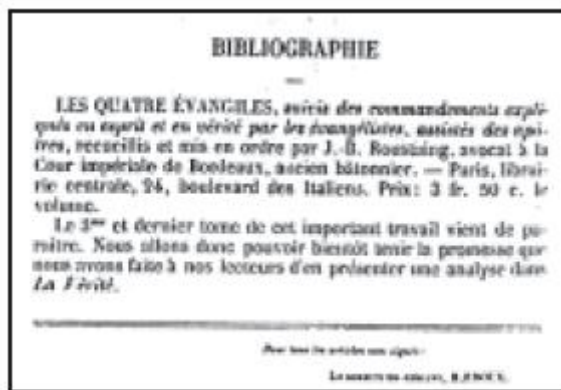 BIBLIOGRAPHIE
LES QUATRE ÉVANGILES, suivis des commandements expli-
qués en esprit et en vérité par les évangélistes, assistés des apô-
tres, recueillis et mis en ordre par J.-B. Roustaing, avocat à la
Cour impériale de Bordeaux, ancien bâtonnier. — Paris, librai-
rie centrale, 24, boulevard des Italiens. Prix: 3 fr. 50 c. le
volume.
Le 3me et dernier tome de cet important travail vient de pa-
raître. Nous allons donc pouvoir bientôt tenir la promesse que
nous avons faite à nos lecteurs d'en présenter une analyse dans
La Vérité.
Pour tous les articles non signés: